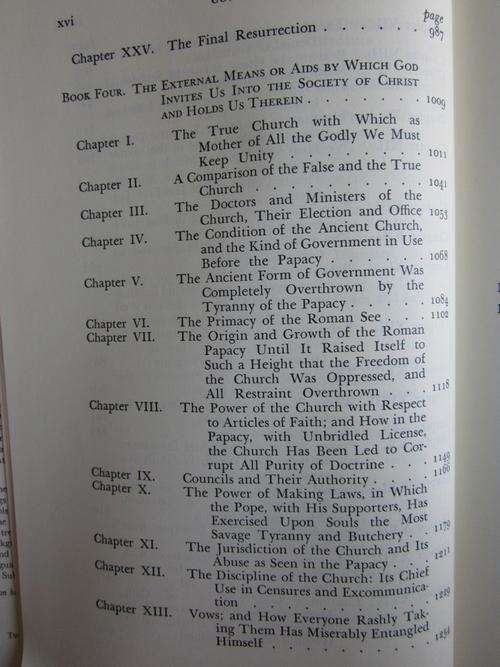 xvi
page
Chapter XXV. The Final Resurrection . . . . . . 987
Book Four. The External Means or Aids by Which God
Invites Us Into the Society of Christ
and Holds Us Therein . . . . . . . 1009
Chapter I. The True Church with Which as
Mother of All the Godly We Must
Keep Unity . . . . . . . . . 1011
Chapter II. A Comparison of the False and the True
Church . . . . . . . . . . 1041
Chapter III. The Doctors and Ministers of the
Church, Their Election and Office 1053
Chapter IV. The Condition of the Ancient Church,
and the Kind of Government in Use
Before the Papacy . . . . . . 1068
Chapter V. The Ancient Form of Government Was
Completely Overthrown by the
Tyranny of the Papacy . . . . 1084
Chapter VI. The Primacy of the Roman See . . . 1102
Chapter VII. The Origin and Growth of the Roman
Papacy Until It Raised Itself to
Such a Height that the Freedom of
the Church Was Oppressed, and
All Restraint Overthrown . . . 1118
Chapter VIII. The Power of the Church with Respect
to Articles of Faith; and How in the
Papacy, with Unbridled License,
the Church Has Been Led to Cor-
rupt All Purity of Doctrine . . . 1149
Chapter IX. Councils and Their Authority . . . . 1166
Chapter X. The Power of Making Laws, in Which
the Pope, with His Supporters, Has
Exercised Upon Souls the Most
Savage Tyranny and Butchery . . 1179
Chapter XI. The Jurisdiction of the Church and Its
Abuse as Seen in the Papacy . . . 1211
Chapter XII. The Discipline of the Church: Its Chief
Use in Censures and Excommunica-
tion . . . . . . . . . . . 1229
Chapter XIII. Vows; and How Everyone Rashly Tak-
ing Them Has Miserably Entangled
Himself . . . . . . . . . 1254